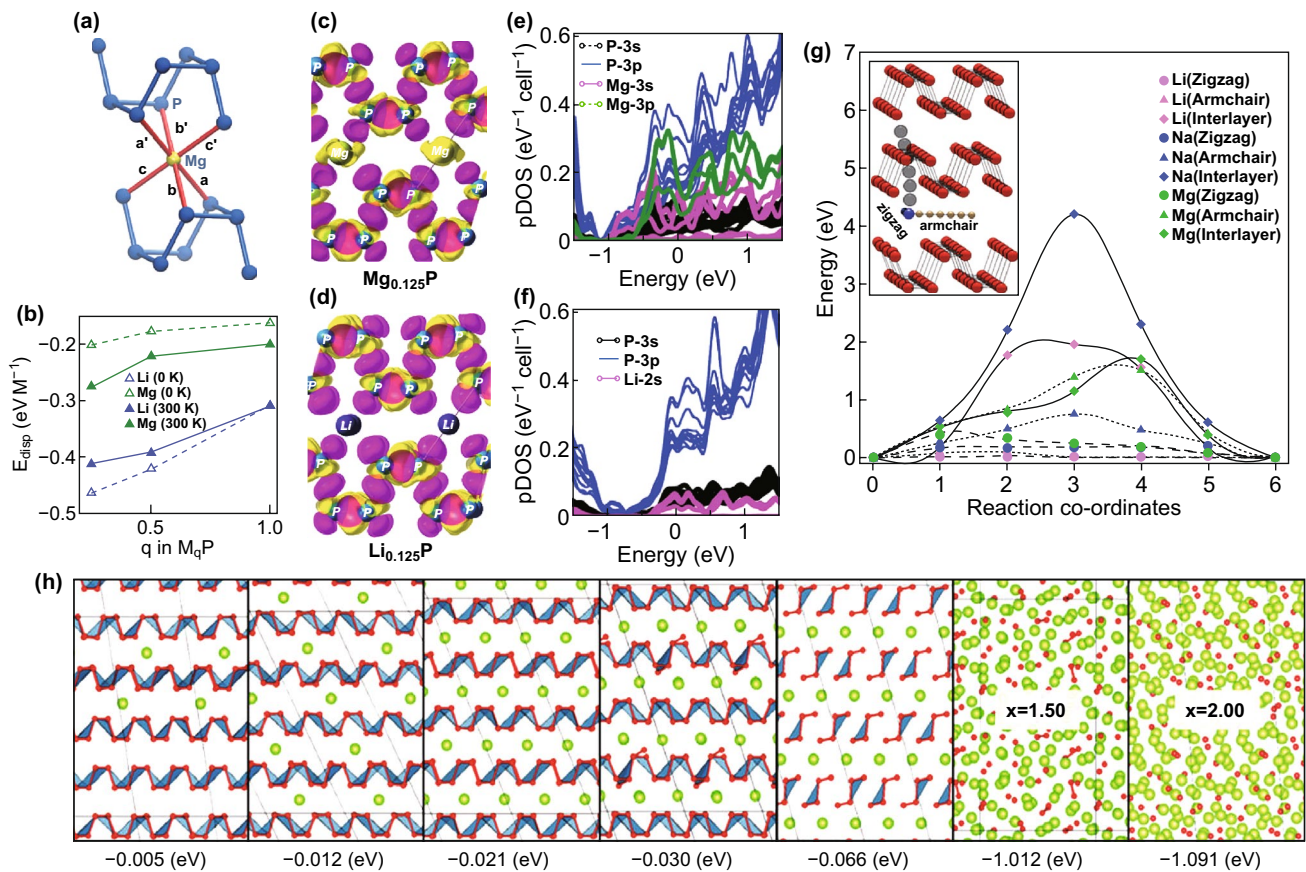 (a)
P
b'
a'
c'
Mg
c
a
b
(b)
E_disp (eV M⁻¹)
−0.2
−0.3
−0.4
−0.5
Li (0 K)
Mg (0 K)
Li (300 K)
Mg (300 K)
0.5
1.0
q in M_qP
(c)
P P P P
P P
Mg Mg
P P
P P P P
Mg₀.₁₂₅P
(d)
P P P P
P P P
Li Li
P P
P P P P
Li₀.₁₂₅P
(e)
pDOS (eV⁻¹ cell⁻¹)
0.6
0.4
0.2
0
P-3s
P-3p
Mg-3s
Mg-3p
−1 0 1
Energy (eV)
(f)
pDOS (eV⁻¹ cell⁻¹)
0.6
0.4
0.2
0
P-3s
P-3p
Li-2s
−1 0 1
Energy (eV)
(g)
Energy (eV)
7
6
5
4
3
2
1
0
zigzag
armchair
Li(Zigzag)
Li(Armchair)
Li(Interlayer)
Na(Zigzag)
Na(Armchair)
Na(Interlayer)
Mg(Zigzag)
Mg(Armchair)
Mg(Interlayer)
0 1 2 3 4 5 6
Reaction co-ordinates
(h)
x=1.50
x=2.00
−0.005 (eV)
−0.012 (eV)
−0.021 (eV)
−0.030 (eV)
−0.066 (eV)
−1.012 (eV)
−1.091 (eV)